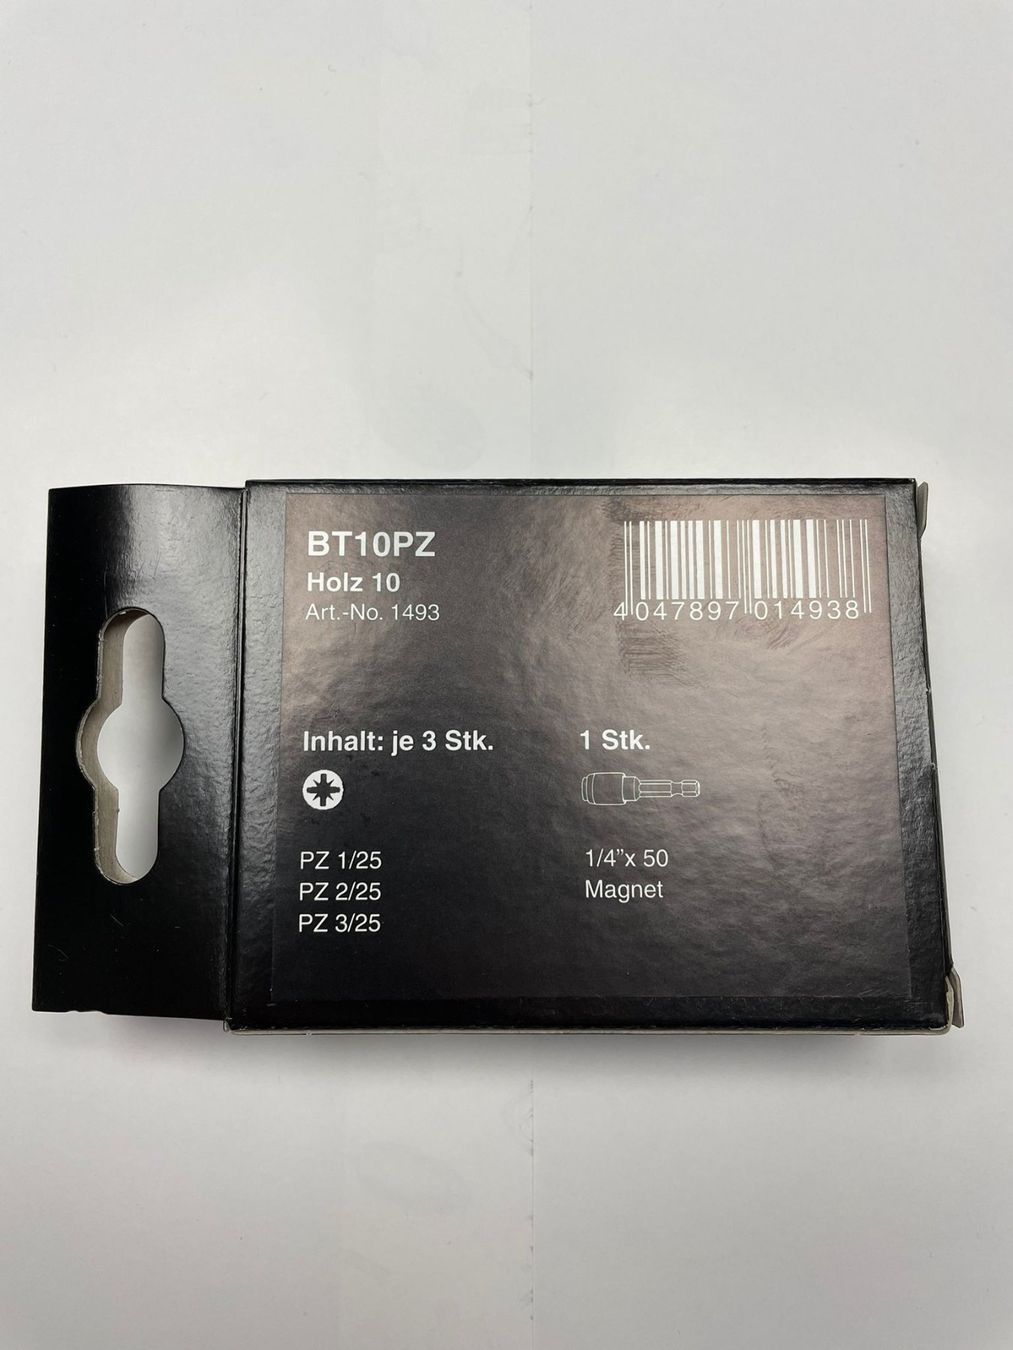 BT10PZ
Holz 10
Art.-No. 1493
4 047897 014938
Inhalt: je 3 Stk.
PZ 1/25
PZ 2/25
PZ 3/25
1 Stk.
1/4”x 50
Magnet